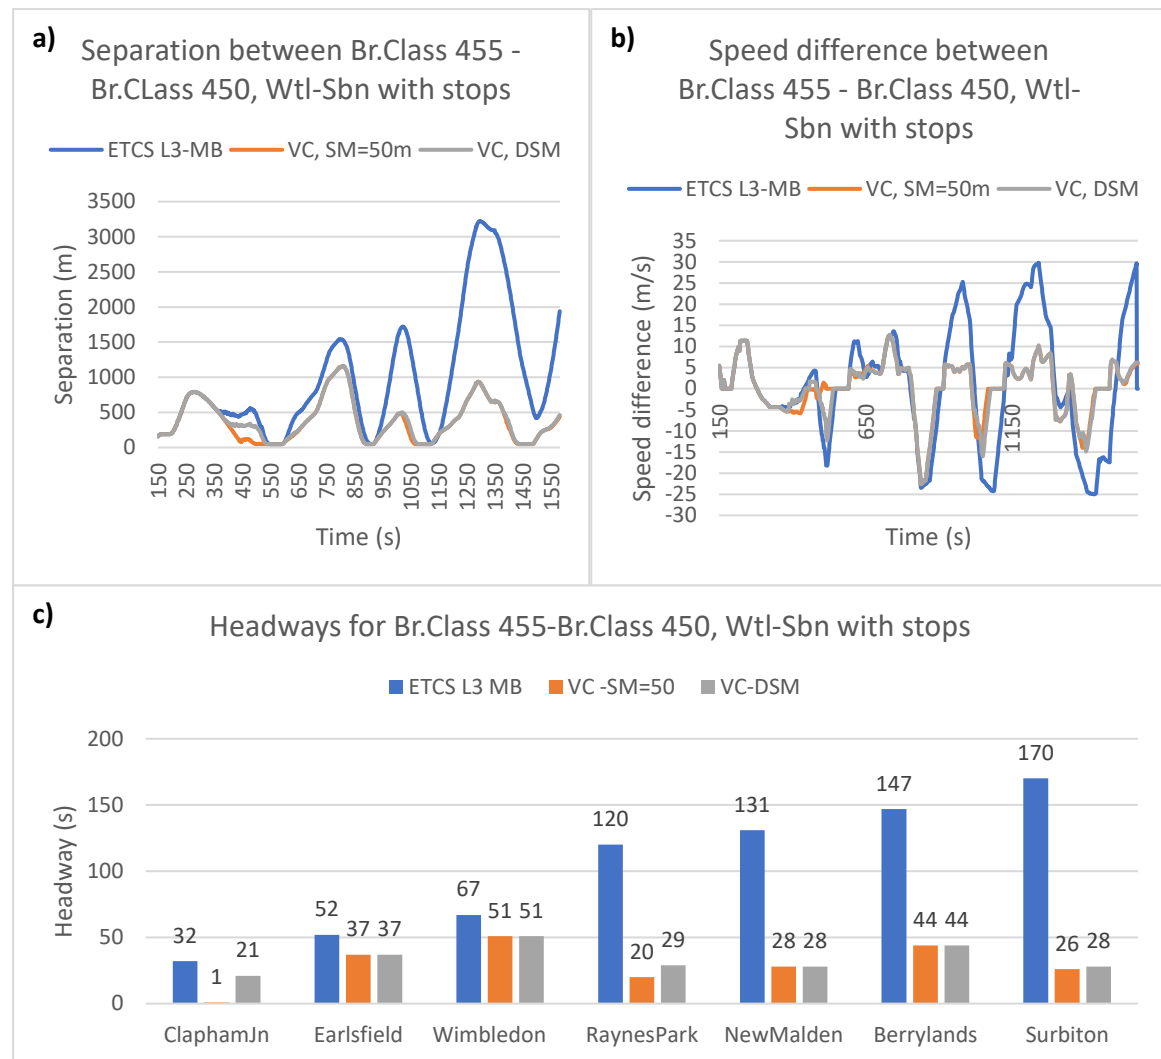 a)
Separation between Br.Class 455 -
Br.CLass 450, Wtl-Sbn with stops
ETCS L3-MB VC, SM=50m VC, DSM
3500
3000
2500
2000
1500
1000
500
0
Separation (m)
150 250 350 450 550 650 750 850 950 1050 1150 1250 1350 1450 1550
Time (s)
b)
Speed difference between
Br.Class 455 - Br.Class 450, Wtl-
Sbn with stops
ETCS L3-MB VC, SM=50m VC, DSM
35
30
25
20
15
10
5
0
-5
-10
-15
-20
-25
-30
Speed difference (m/s)
150 650 1150
Time (s)
c)
Headways for Br.Class 455-Br.Class 450, Wtl-Sbn with stops
ETCS L3 MB VC -SM=50 VC-DSM
200
150
100
50
0
Headway (s)
32 1 21
52 37 37
67 51 51
120 20 29
131 28 28
147 44 44
170 26 28
ClaphamJn Earlsfield Wimbledon RaynesPark NewMalden Berrylands Surbiton